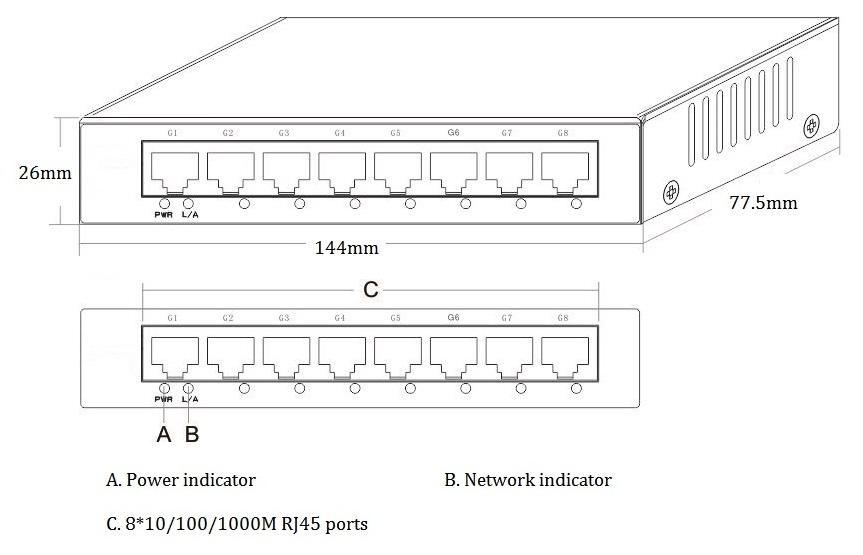 G1 G2 G3 G4 G5 G6 G7 G8
26mm
PWR L/A
77.5mm
144mm
C
G1 G2 G3 G4 G5 G6 G7 G8
PWR L/A
A B
A. Power indicator B. Network indicator
C. 8*10/100/1000M RJ45 ports